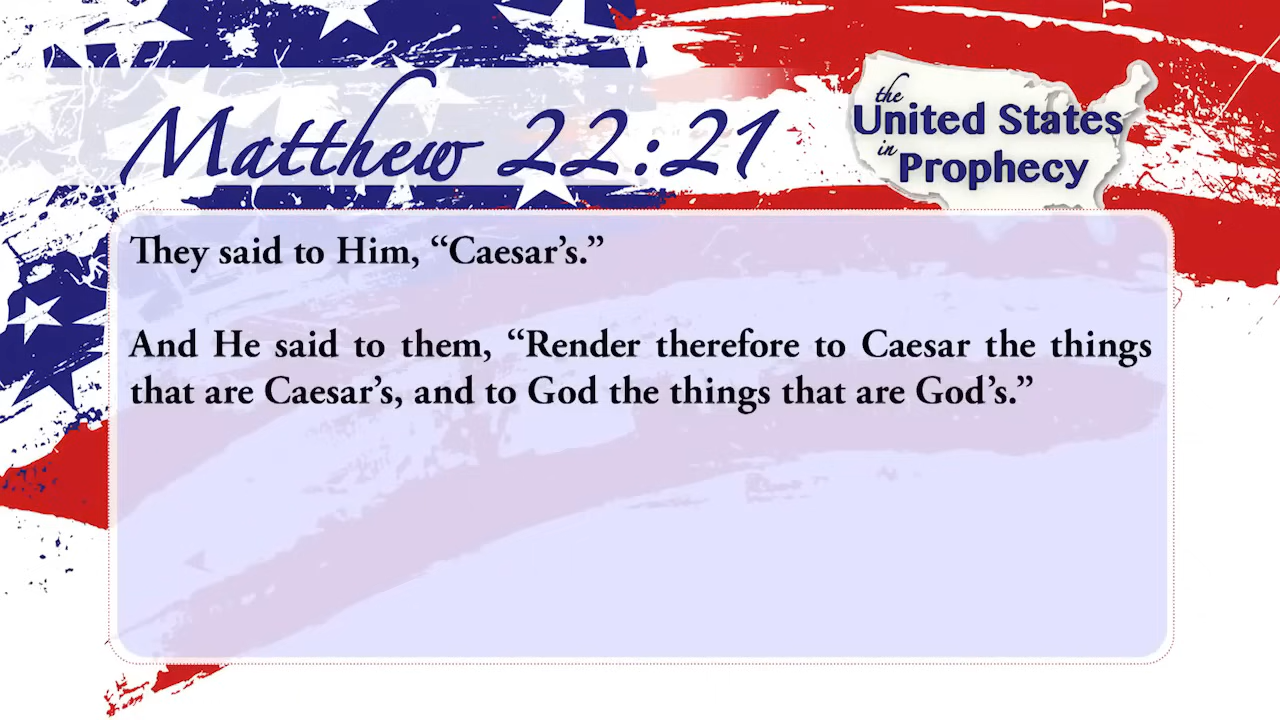 Matthew 22:21
the
United States
in Prophecy
They said to Him, “Caesar’s.”
And He said to them, “Render therefore to Caesar the things
that are Caesar’s, and to God the things that are God’s.”